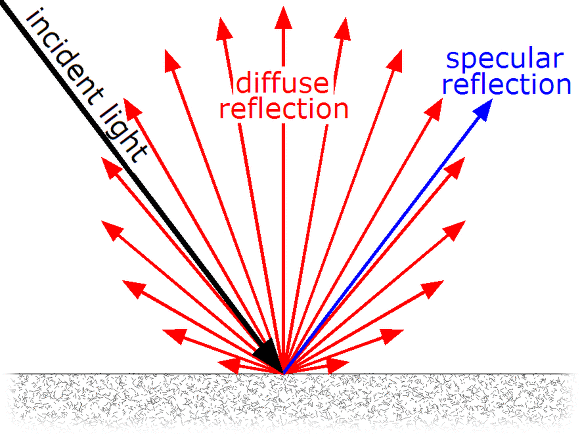 incident light
diffuse
reflection
specular
reflection